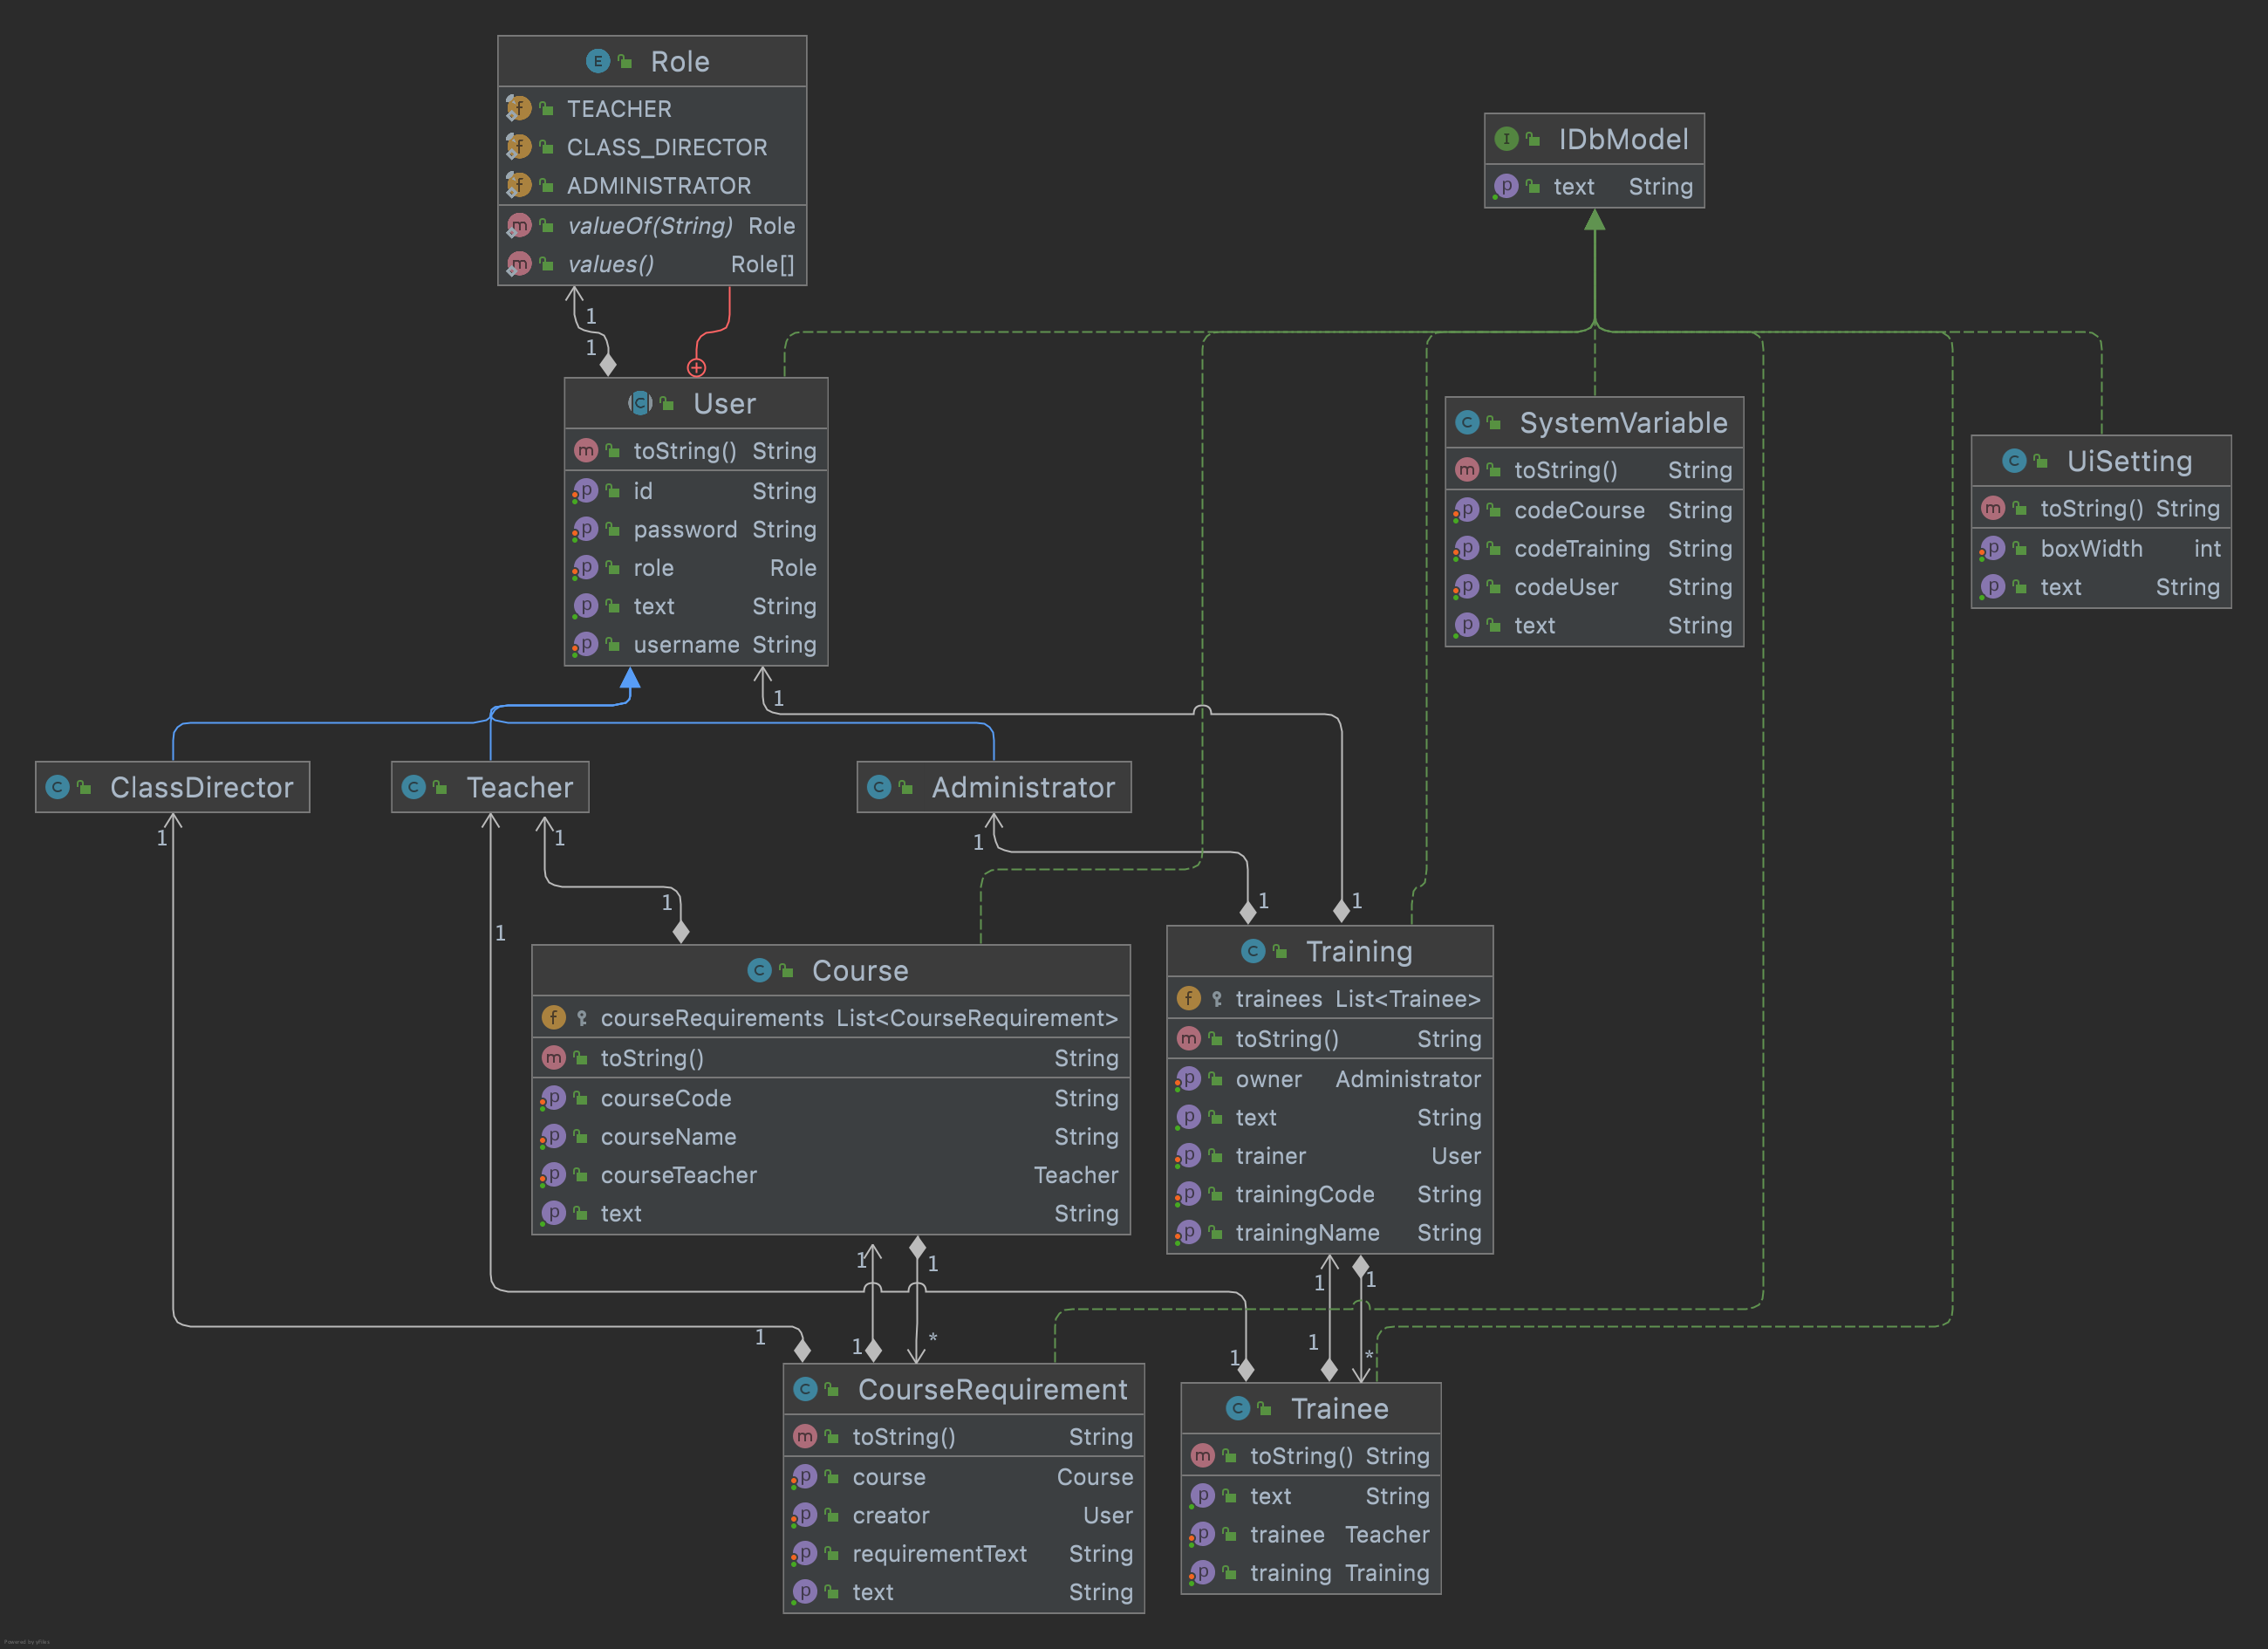 Role
TEACHER
CLASS_DIRECTOR
ADMINISTRATOR
valueOf(String) Role
values() Role[]
IDbModel
text String
1
1
User
toString() String
id String
password String
role Role
text String
username String
SystemVariable
toString() String
codeCourse String
codeTraining String
codeUser String
text String
UiSetting
toString() String
boxWidth int
text String
1
ClassDirector
Teacher
Administrator
1
1
1
1
1
1
1
Course
courseRequirements List<CourseRequirement>
toString() String
courseCode String
courseName String
courseTeacher Teacher
text String
Training
trainees List<Trainee>
toString() String
owner Administrator
text String
trainer User
trainingCode String
trainingName String
1
1
1
1
1
1
*
1
1
*
CourseRequirement
toString() String
course Course
creator User
requirementText String
text String
Trainee
toString() String
text String
trainee Teacher
training Training
Powered by yFiles